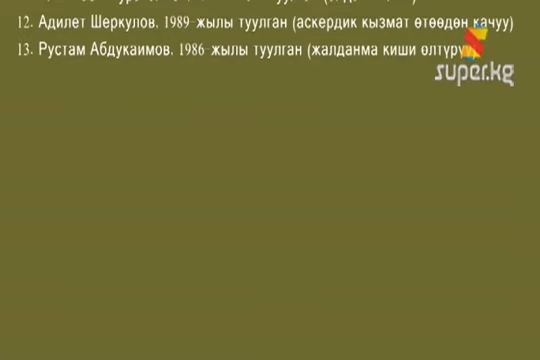 12. Адилет Шеркулов. 1989-жылы туулган (аскердик кызмат өтөөдөн качуу)
13. Рустам Абдукаимов. 1986-жылы туулган (жалданма киши өлтүрүү)
super.kg